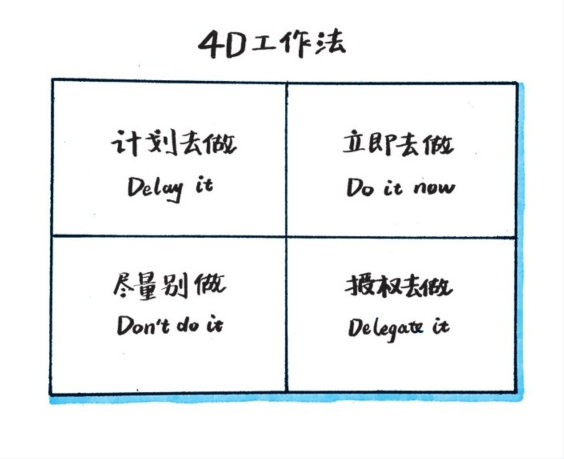 4D工作法
计划去做
Delay it
立即去做
Do it now
尽量别做
Don't do it
授权去做
Delegate it